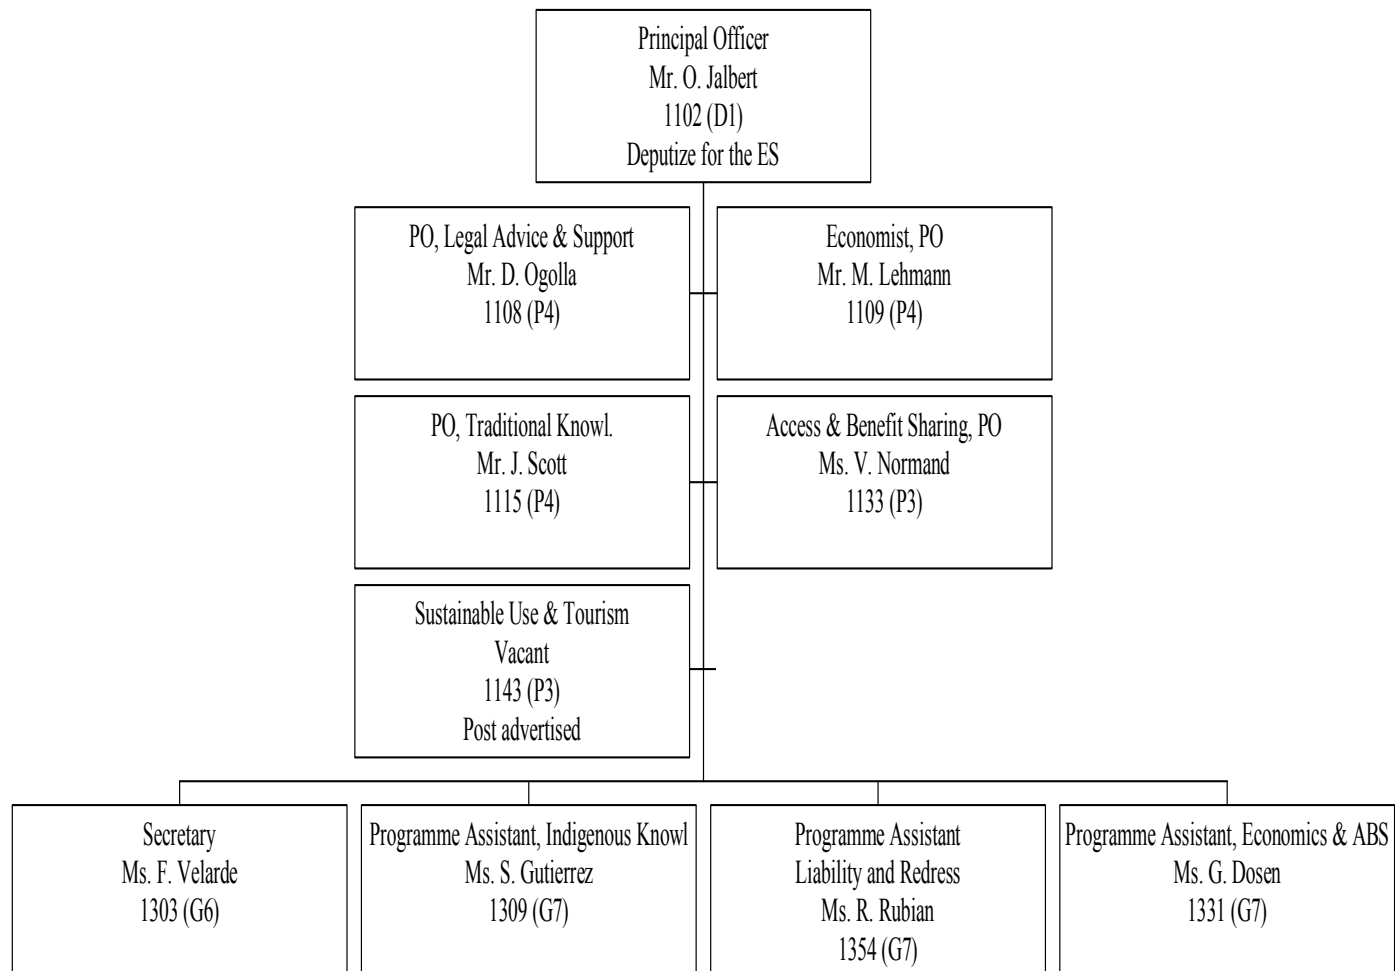 Principal Officer
Mr. O. Jalbert
1102 (D1)
Deputize for the ES
PO, Legal Advice & Support
Mr. D. Ogolla
1108 (P4)
Economist, PO
Mr. M. Lehmann
1109 (P4)
PO, Traditional Knowl.
Mr. J. Scott
1115 (P4)
Access & Benefit Sharing, PO
Ms. V. Normand
1133 (P3)
Sustainable Use & Tourism
Vacant
1143 (P3)
Post advertised
Secretary
Ms. F. Velarde
1303 (G6)
Programme Assistant, Indigenous Knowl
Ms. S. Gutierrez
1309 (G7)
Programme Assistant
Liability and Redress
Ms. R. Rubian
1354 (G7)
Programme Assistant, Economics & ABS
Ms. G. Dosen
1331 (G7)